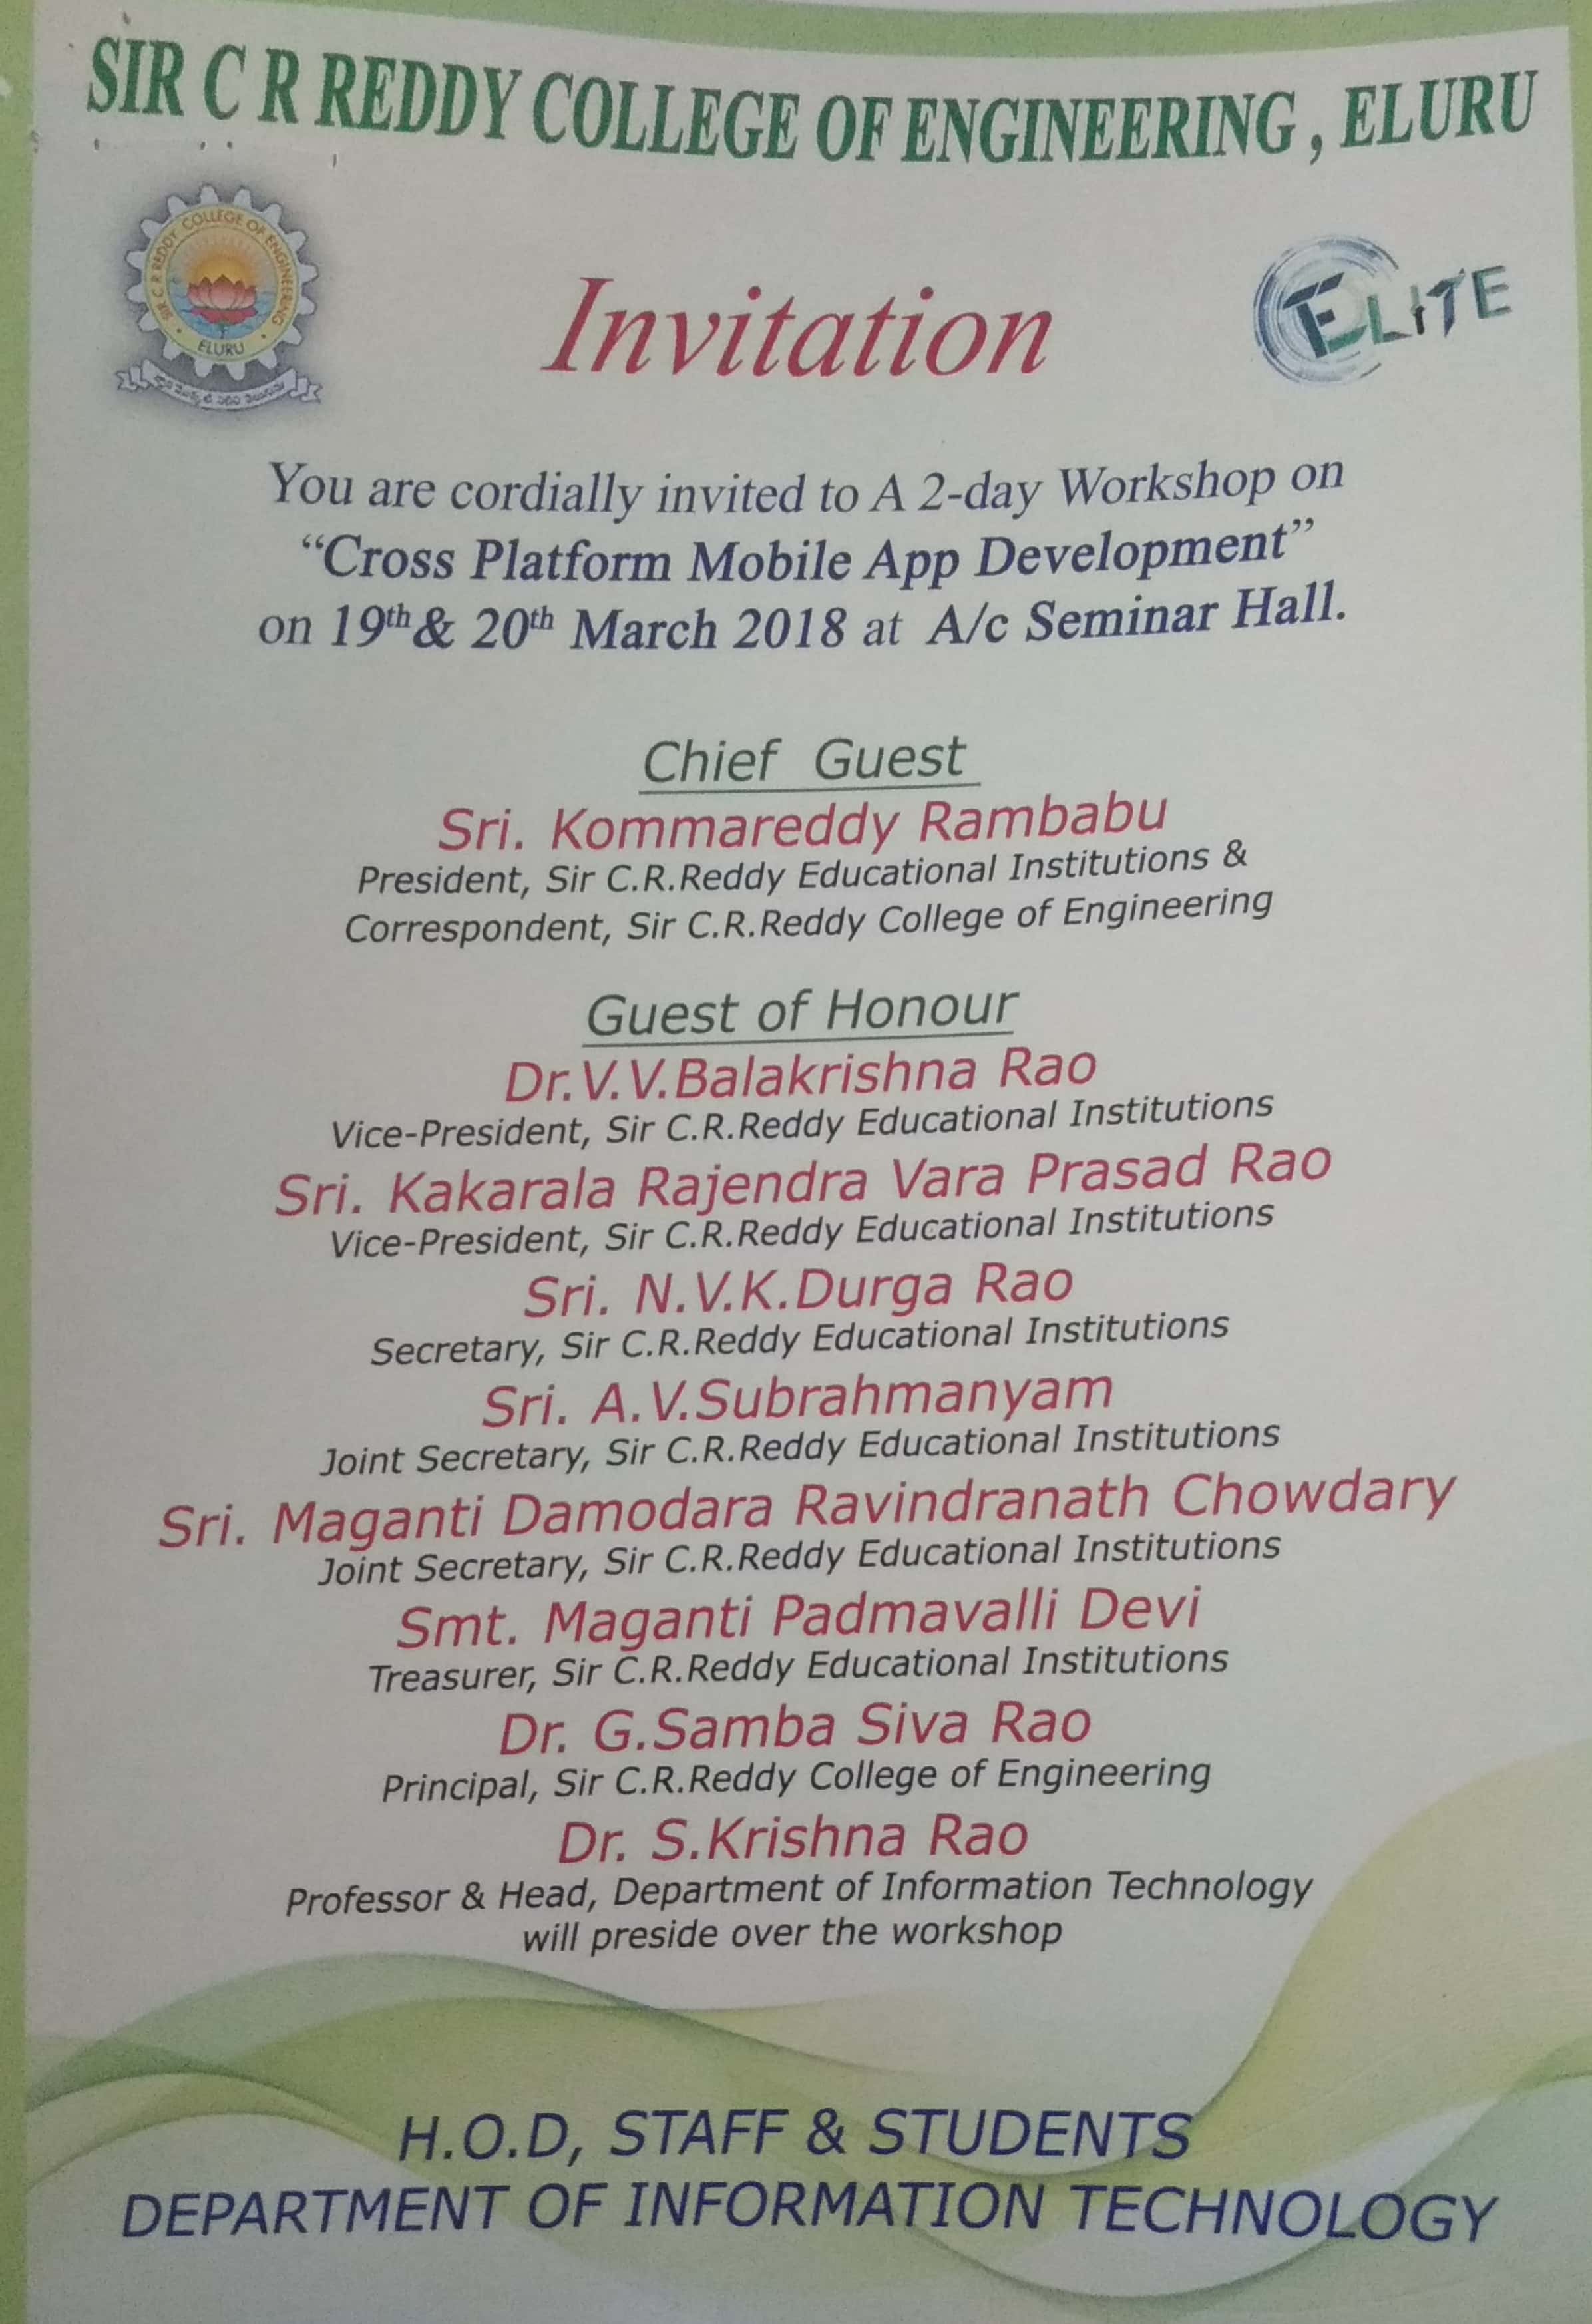 SIR C R REDDY COLLEGE OF ENGINEERING , ELURU
SIR C R REDDY COLLEGE OF ENGINEERING
ELURU
ELITE
Invitation
You are cordially invited to A 2-day Workshop on
“Cross Platform Mobile App Development”
on 19th & 20th March 2018 at A/c Seminar Hall.
Chief Guest
Sri. Kommareddy Rambabu
President, Sir C.R.Reddy Educational Institutions &
Correspondent, Sir C.R.Reddy College of Engineering
Guest of Honour
Dr.V.V.Balakrishna Rao
Vice-President, Sir C.R.Reddy Educational Institutions
Sri. Kakarala Rajendra Vara Prasad Rao
Vice-President, Sir C.R.Reddy Educational Institutions
Sri. N.V.K.Durga Rao
Secretary, Sir C.R.Reddy Educational Institutions
Sri. A.V.Subrahmanyam
Joint Secretary, Sir C.R.Reddy Educational Institutions
Sri. Maganti Damodara Ravindranath Chowdary
Joint Secretary, Sir C.R.Reddy Educational Institutions
Smt. Maganti Padmavalli Devi
Treasurer, Sir C.R.Reddy Educational Institutions
Dr. G.Samba Siva Rao
Principal, Sir C.R.Reddy College of Engineering
Dr. S.Krishna Rao
Professor & Head, Department of Information Technology
will preside over the workshop
H.O.D, STAFF & STUDENTS
DEPARTMENT OF INFORMATION TECHNOLOGY